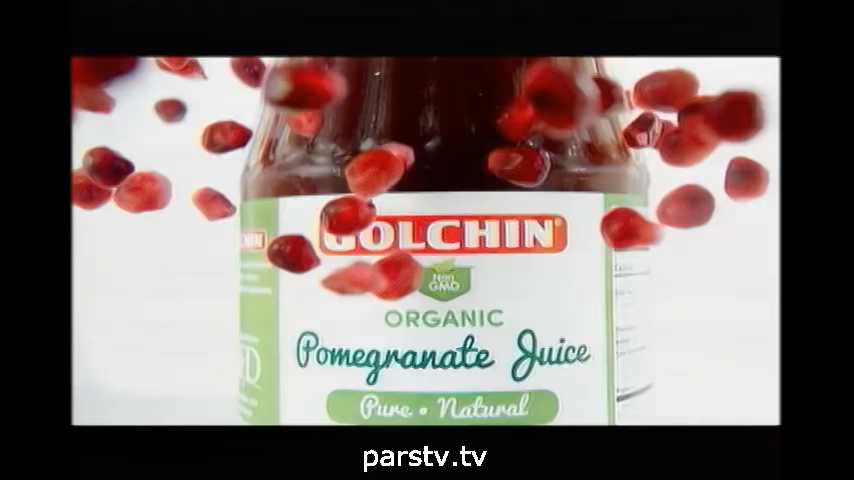 GOLCHIN
Non
GMO
ORGANIC
Pomegranate Juice
Pure • Natural
parstv.tv